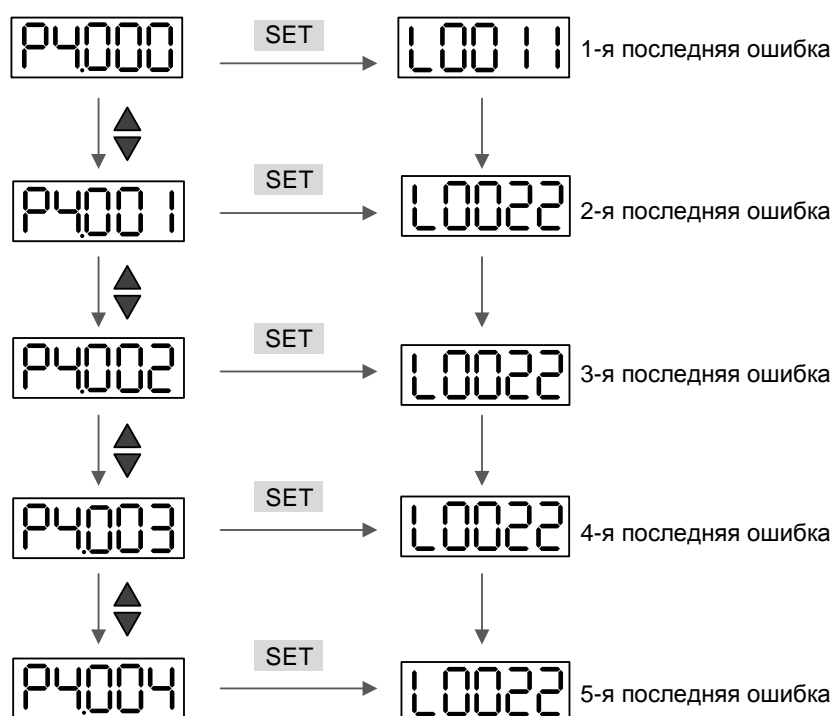 P4.000 SET L0011 1-я последняя ошибка
P4.001 SET L0022 2-я последняя ошибка
P4.002 SET L0022 3-я последняя ошибка
P4.003 SET L0022 4-я последняя ошибка
P4.004 SET L0022 5-я последняя ошибка